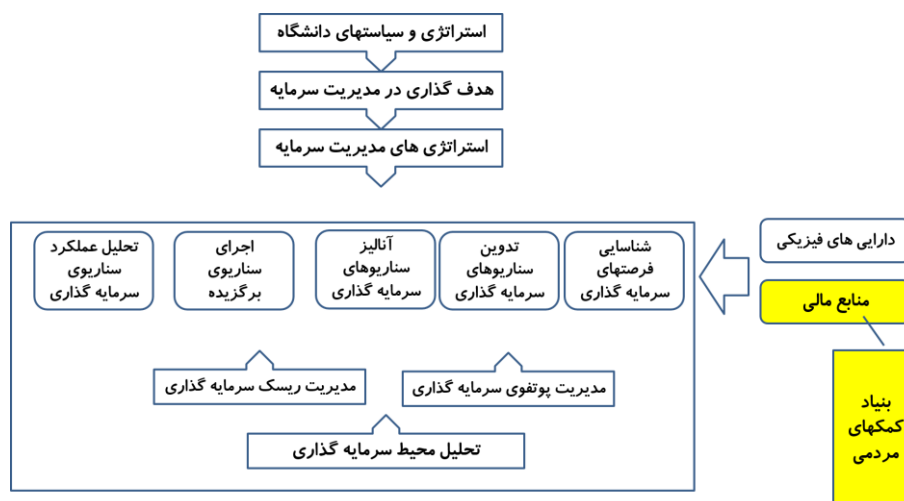 استراتژی و سیاستهای دانشگاه
هدف گذاری در مدیریت سرمایه
استراتژی های مدیریت سرمایه
دارایی های فیزیکی
منابع مالی
بنیاد
کمکهای
مردمی
شناسایی
فرصتهای
سرمایه گذاری
تدوین
سناریوهای
سرمایه گذاری
آنالیز
سناریوهای
سرمایه گذاری
اجرای
سناریوی
برگزیده
تحلیل عملکرد
سناریوی
سرمایه گذاری
مدیریت پوتفوی سرمایه گذاری
مدیریت ریسک سرمایه گذاری
تحلیل محیط سرمایه گذاری